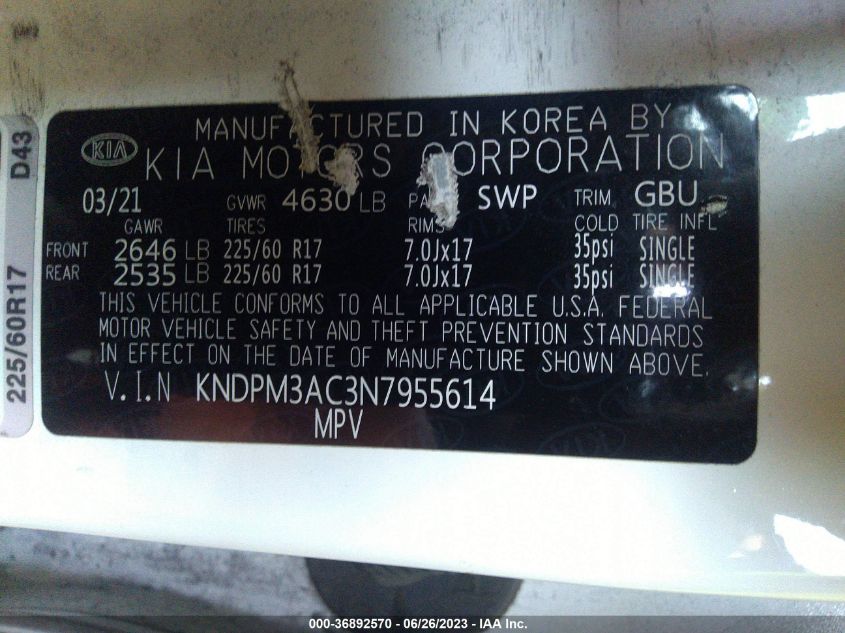 MANUFACTURED IN KOREA BY
KIA KIA MOTORS CORPORATION
03/21 GVWR 4630 LB SWP TRIM GBU
GAWR TIRES RIMS COLD TIRE INFL
FRONT 2646 LB 225/60 R17 7.0Jx17 35psi SINGLE
REAR 2535 LB 225/60 R17 7.0Jx17 35psi SINGLE
THIS VEHICLE CONFORMS TO ALL APPLICABLE U.S.A. FEDERAL
MOTOR VEHICLE SAFETY AND THEFT PREVENTION STANDARDS
IN EFFECT ON THE DATE OF MANUFACTURE SHOWN ABOVE.
V.I.N KNDPM3AC3N7955614
MPV
225/60R17 D43
000-36892570 - 06/26/2023 - IAA Inc.